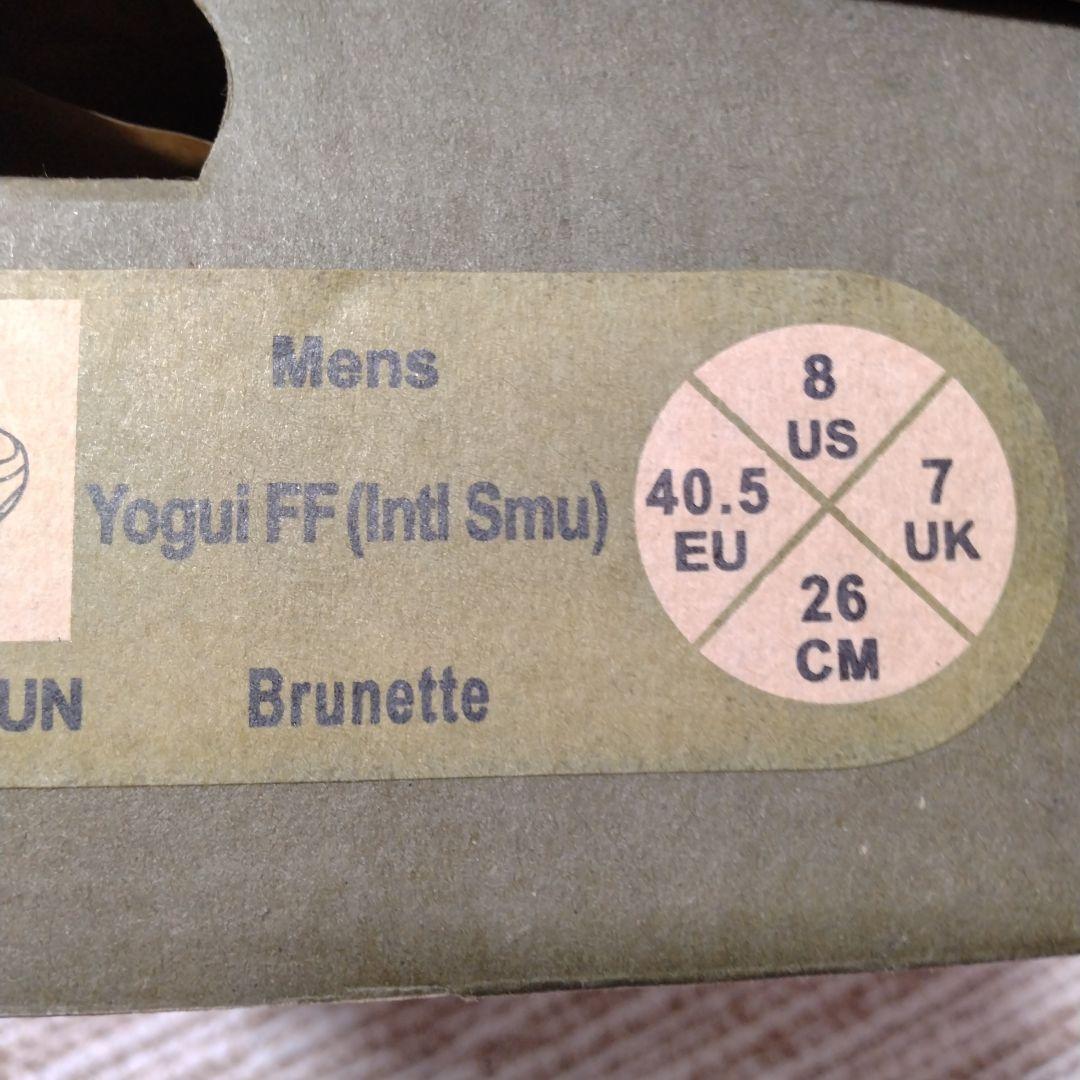 Mens
Yogui FF (Intl Smu)
UN Brunette
8
US
40.5
EU
7
UK
26
CM